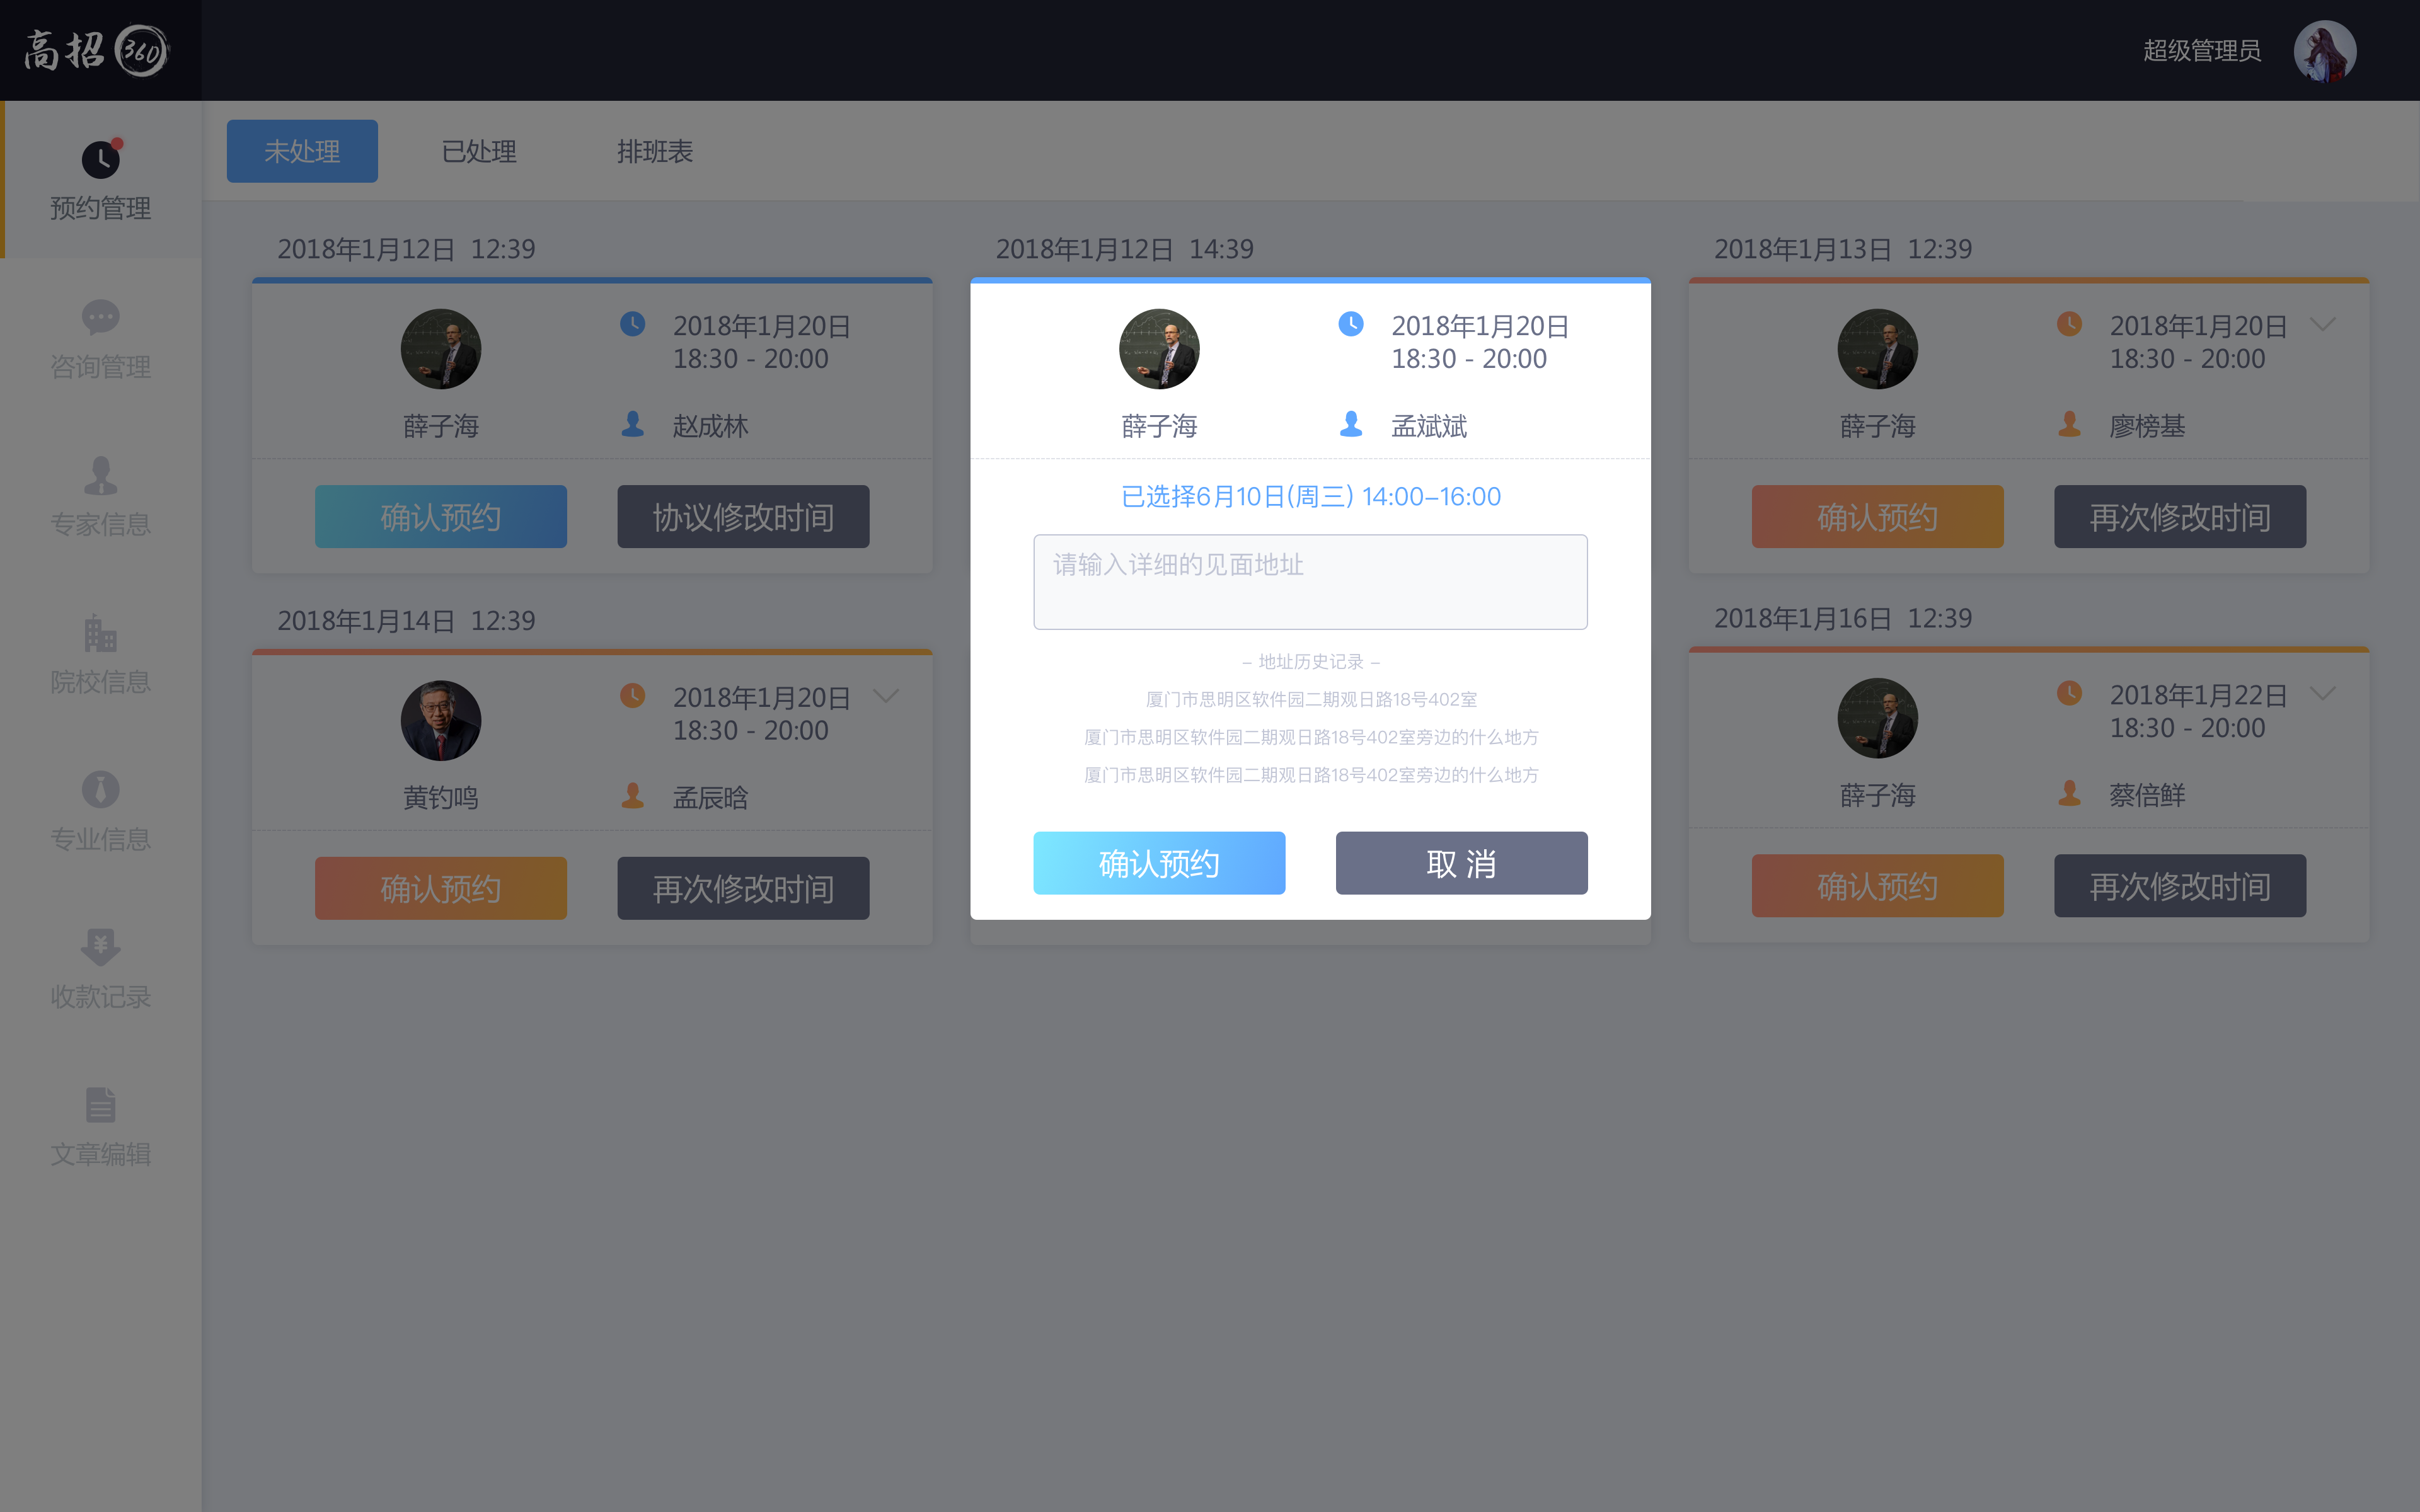 高招360
超级管理员
未处理
已处理
排班表
预约管理
咨询管理
专家信息
院校信息
专业信息
收款记录
文章编辑
2018年1月12日 12:39
2018年1月20日
18:30 - 20:00
薛子海
赵成林
确认预约
协议修改时间
2018年1月12日 14:39
2018年1月20日
18:30 - 20:00
薛子海
孟斌斌
已选择6月10日(周三) 14:00-16:00
请输入详细的见面地址
- 地址历史记录 -
厦门市思明区软件园二期观日路18号402室
厦门市思明区软件园二期观日路18号402室旁边的什么地方
厦门市思明区软件园二期观日路18号402室旁边的什么地方
确认预约
取 消
2018年1月13日 12:39
2018年1月20日
18:30 - 20:00
薛子海
廖榜基
确认预约
再次修改时间
2018年1月14日 12:39
2018年1月20日
18:30 - 20:00
黄钓鸣
孟辰晗
确认预约
再次修改时间
2018年1月16日 12:39
2018年1月22日
18:30 - 20:00
薛子海
蔡倍鲜
确认预约
再次修改时间